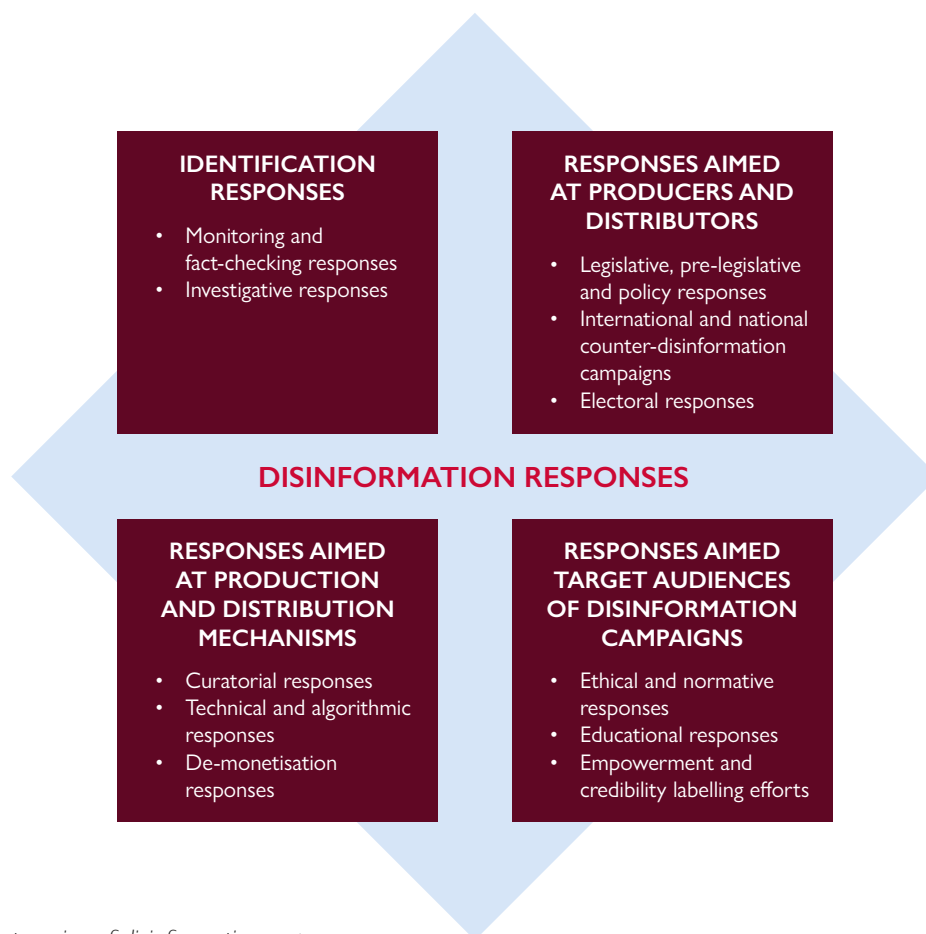 IDENTIFICATION
RESPONSES
• Monitoring and
fact-checking responses
• Investigative responses
RESPONSES AIMED
AT PRODUCERS AND
DISTRIBUTORS
• Legislative, pre-legislative
and policy responses
• International and national
counter-disinformation
campaigns
• Electoral responses
DISINFORMATION RESPONSES
RESPONSES AIMED
AT PRODUCTION
AND DISTRIBUTION
MECHANISMS
• Curatorial responses
• Technical and algorithmic
responses
• De-monetisation
responses
RESPONSES AIMED
TARGET AUDIENCES
OF DISINFORMATION
CAMPAIGNS
• Ethical and normative
responses
• Educational responses
• Empowerment and
credibility labelling efforts